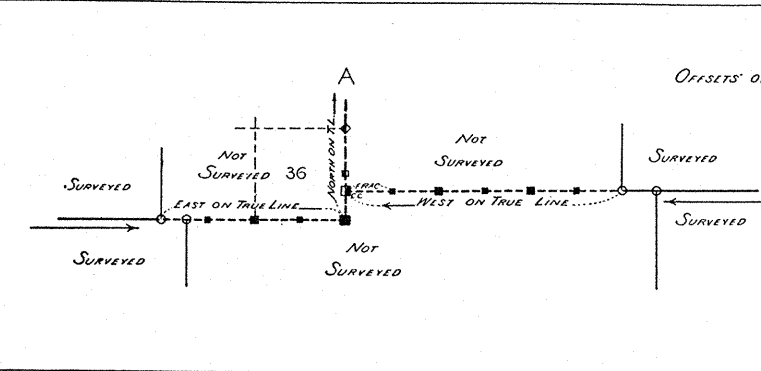 A
OFFSETS' O
NOT
SURVEYED
36
NORTH ON T.L.
NOT
SURVEYED
SURVEYED
SURVEYED
FRAC.
C.C.
EAST ON TRUE LINE
WEST ON TRUE LINE
SURVEYED
SURVEYED
NOT
SURVEYED